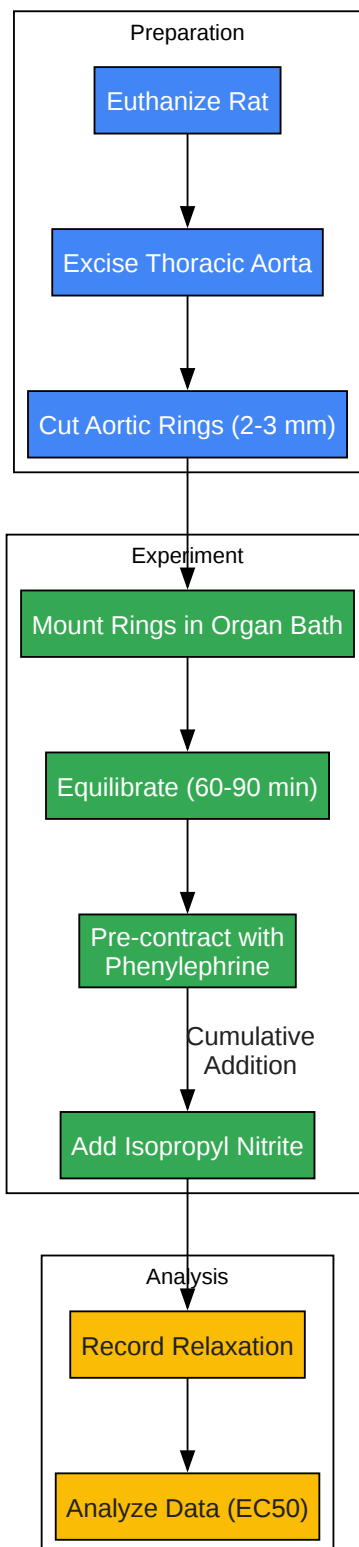 Preparation
Euthanize Rat
Excise Thoracic Aorta
Cut Aortic Rings (2-3 mm)
Experiment
Mount Rings in Organ Bath
Equilibrate (60-90 min)
Pre-contract with
Phenylephrine
Cumulative
Addition
Add Isopropyl Nitrite
Analysis
Record Relaxation
Analyze Data (EC50)